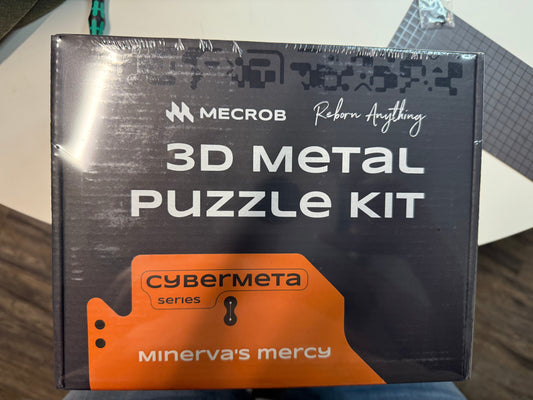 MECROB Reborn Anything
3D Metal
Puzzle Kit
CYBERMETA
series
Minerva's mercy